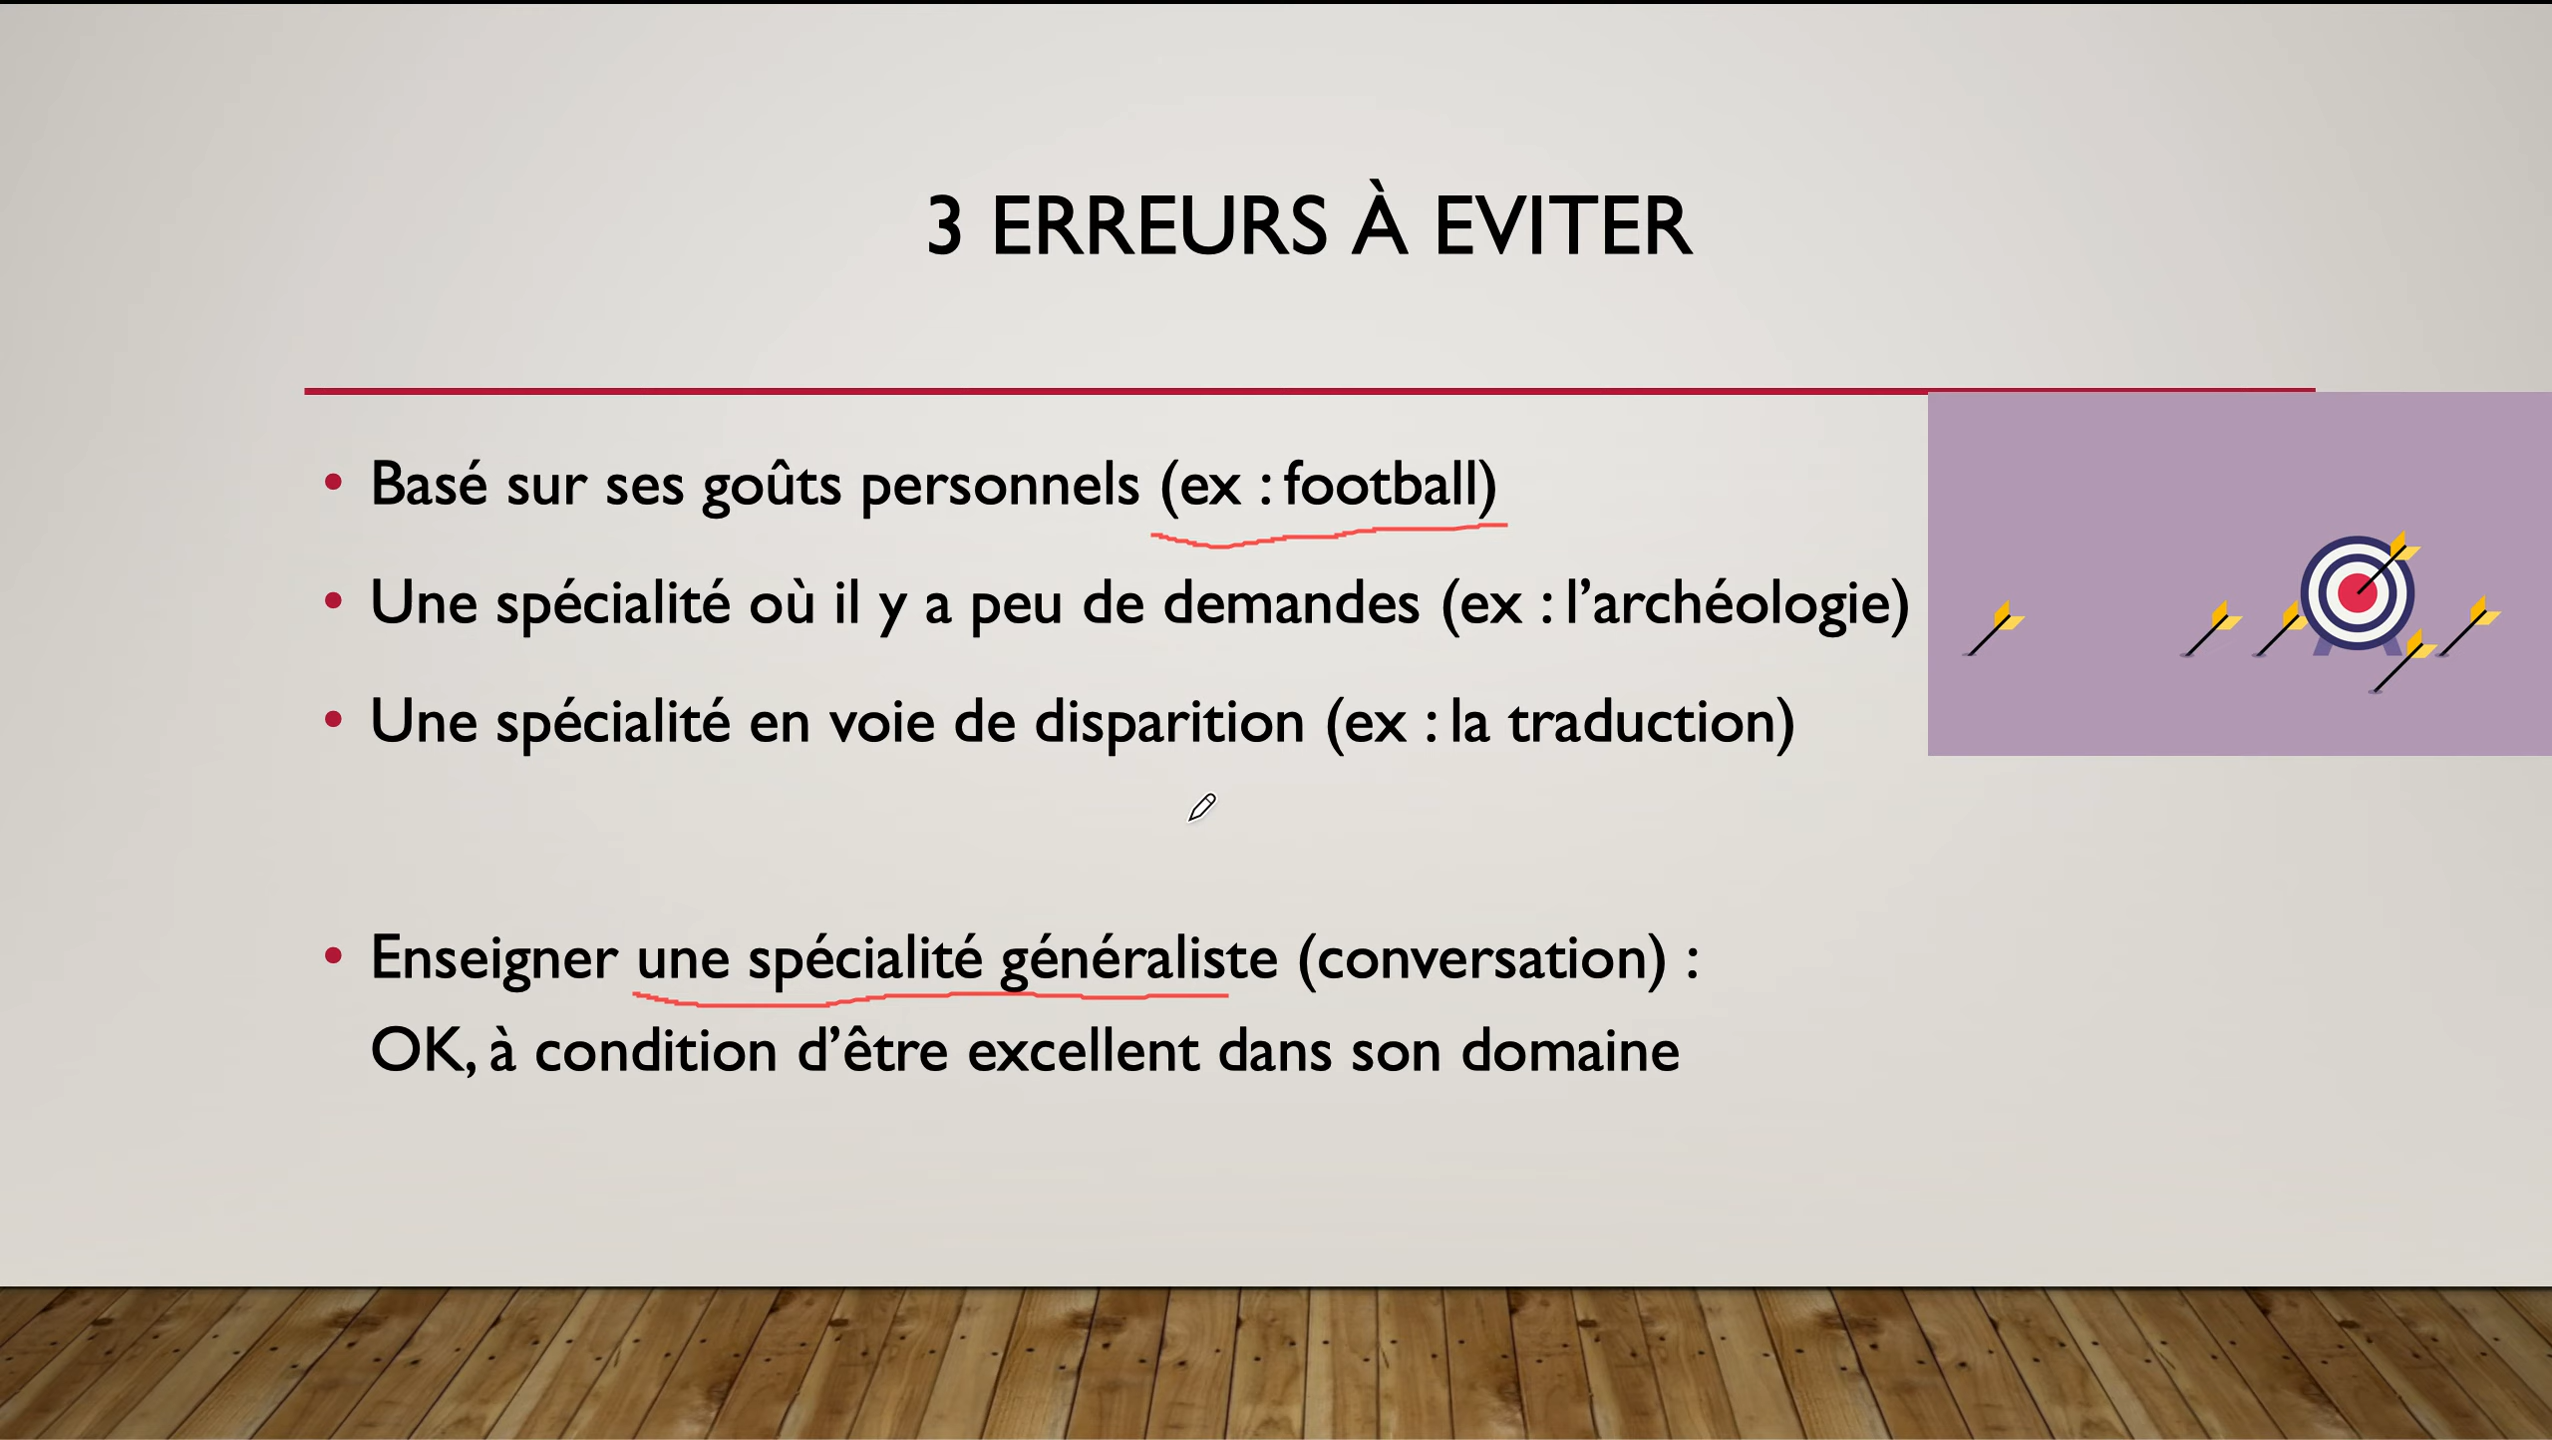 3 ERREURS À EVITER
• Basé sur ses goûts personnels (ex : football)
• Une spécialité où il y a peu de demandes (ex : l’archéologie)
• Une spécialité en voie de disparition (ex : la traduction)
• Enseigner une spécialité généraliste (conversation) :
OK, à condition d’être excellent dans son domaine